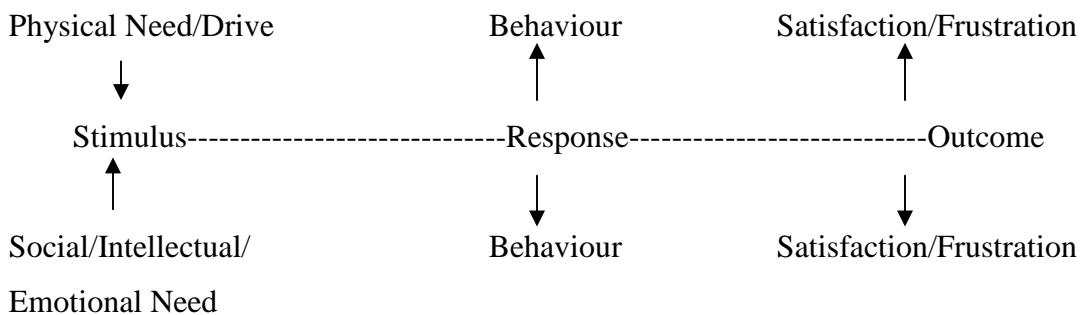 Physical Need/Drive Behaviour Satisfaction/Frustration
Stimulus-----------------------------Response----------------------------Outcome
Social/Intellectual/ Behaviour Satisfaction/Frustration
Emotional Need